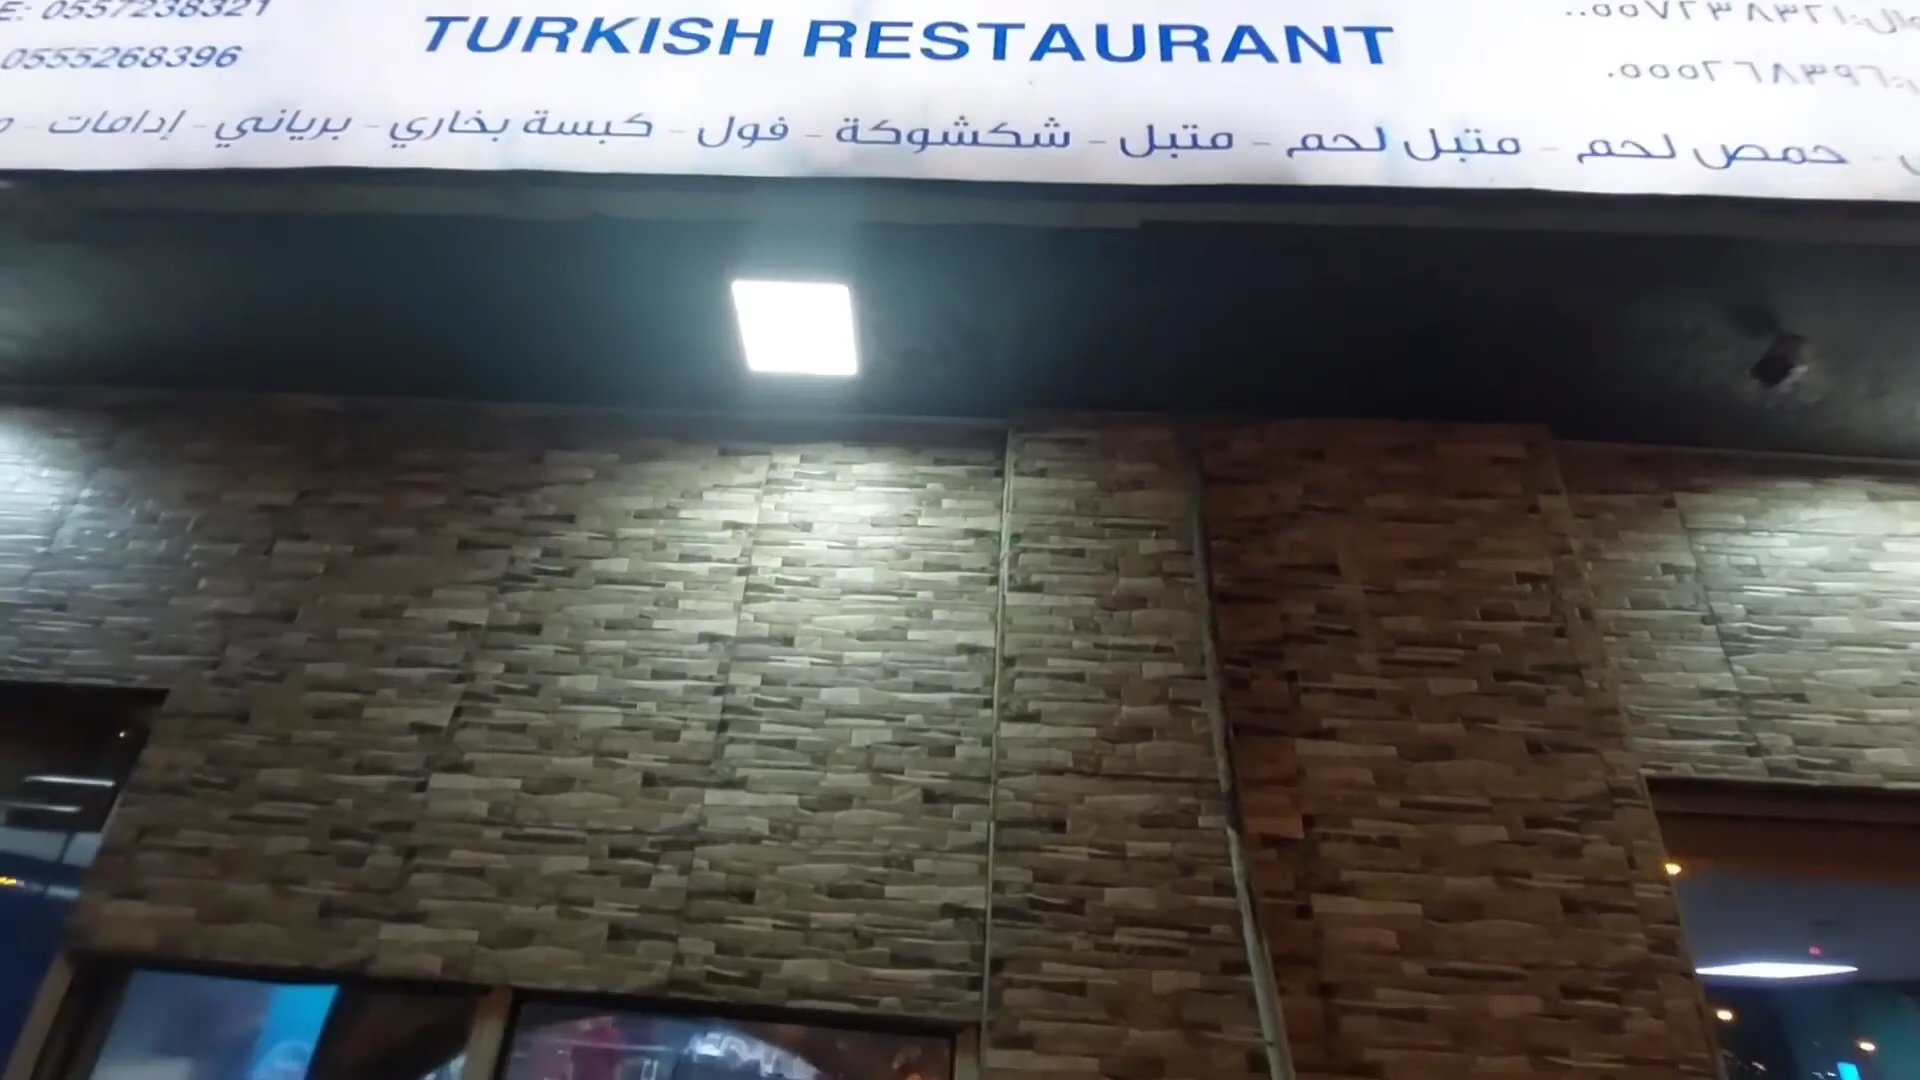 TURKISH RESTAURANT
0557238321
0555268396
٠٥٥٧٢٣٨٣٢١
٠٥٥٥٢٦٨٣٩٦
حمص لحم - متبل لحم - متبل - شكشوكة - فول - كبسة بخاري - برياني - إدامات -